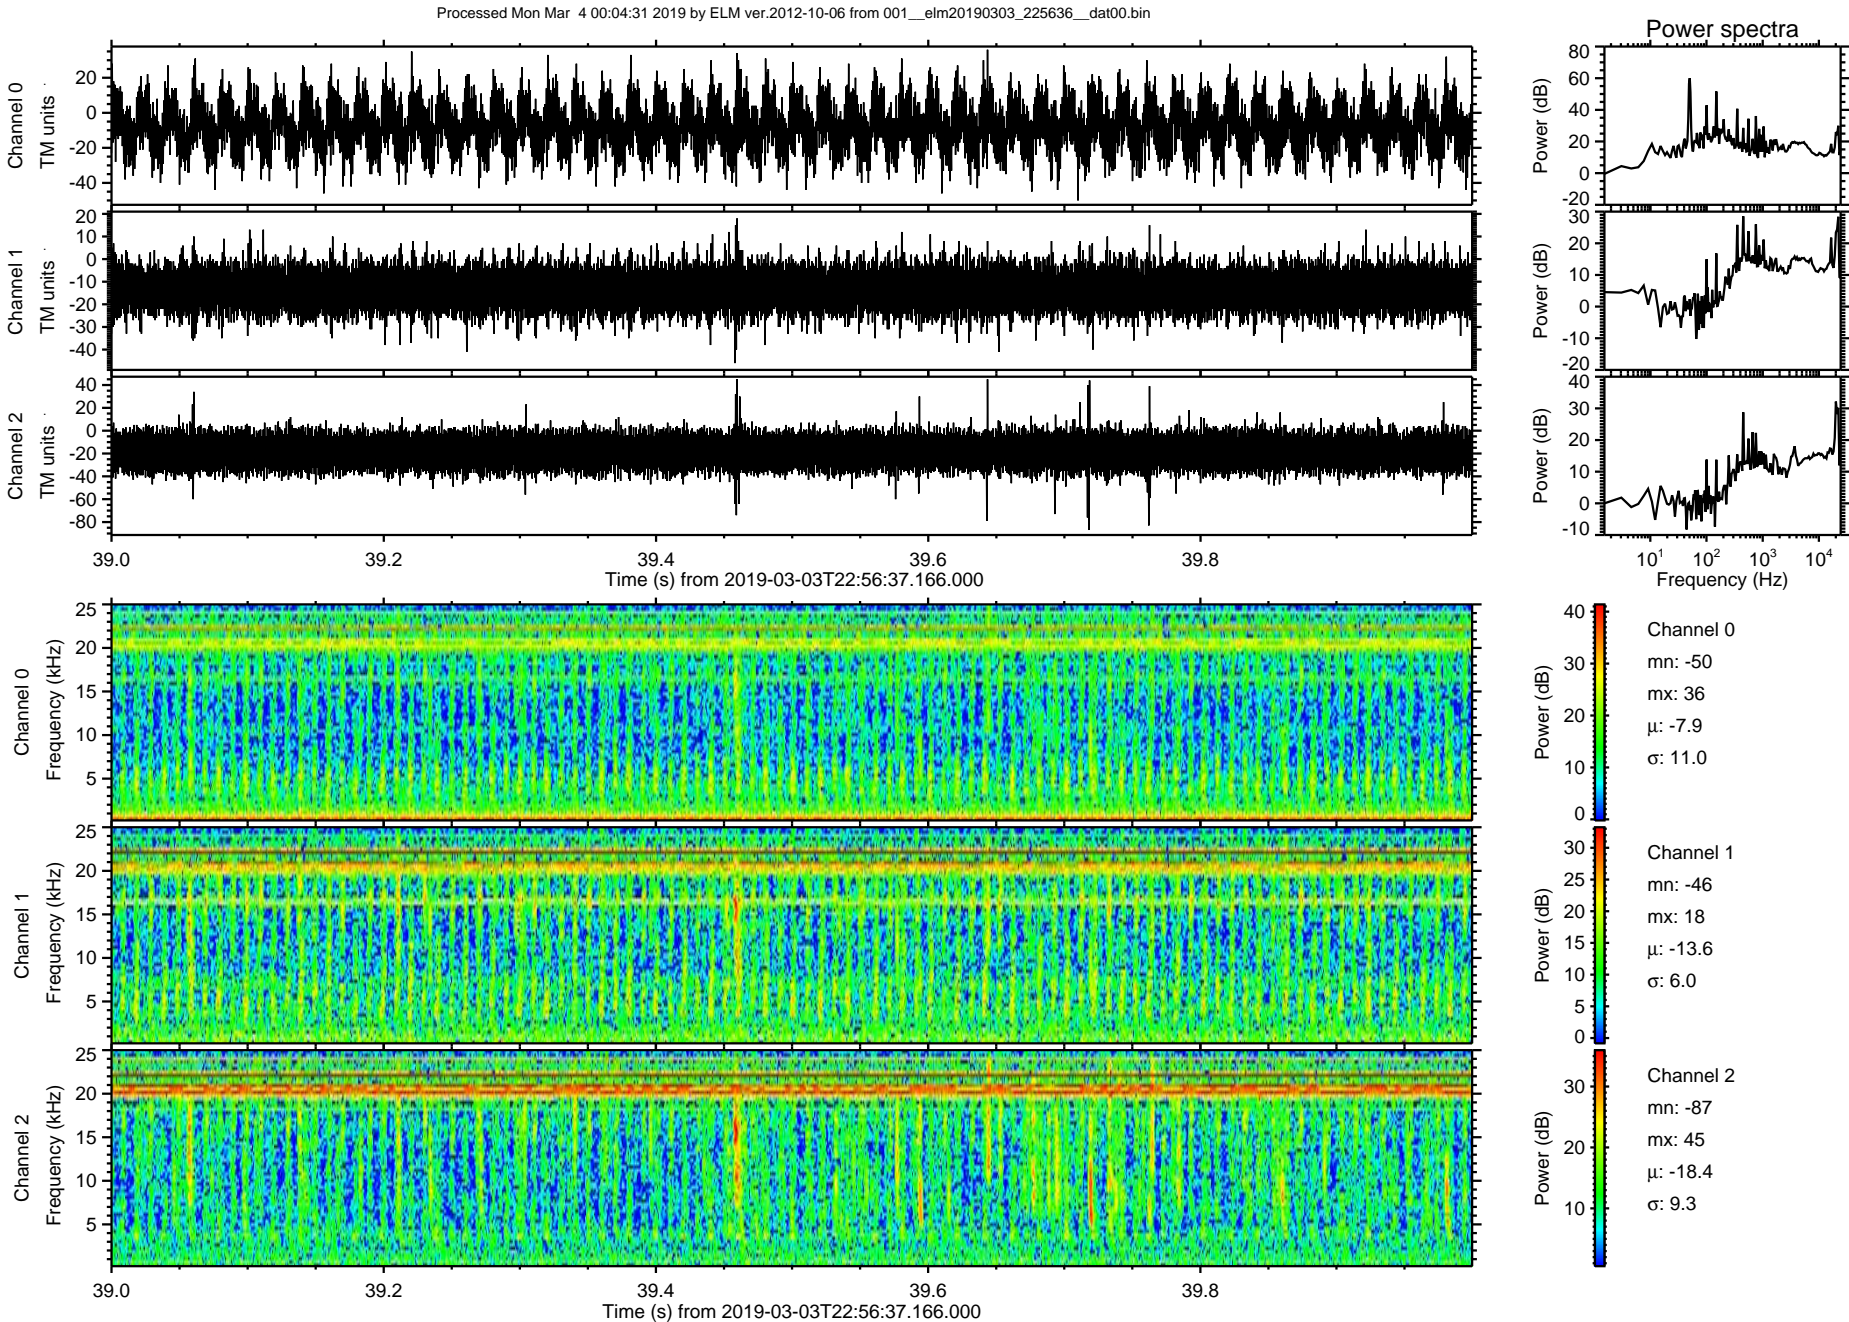 Processed Mon Mar  4 00:04:31 2019 by ELM ver.2012-10-06 from 001__elm20190303_225636__dat00.bin
Power spectra
Channel 0
TM units
20
0
-20
-40
Power (dB)
80
60
40
20
0
-20
Channel 1
TM units
20
10
0
-10
-20
-30
-40
Power (dB)
30
20
10
0
-10
-20
Channel 2
TM units
40
20
0
-20
-40
-60
-80
Power (dB)
40
30
20
10
0
-10
39.0 39.2 39.4 39.6 39.8
Time (s) from 2019-03-03T22:56:37.166.000
10^1 10^2 10^3 10^4
Frequency (Hz)
Channel 0
Frequency (kHz)
25
20
15
10
5
Power (dB)
40
30
20
10
0
Channel 0
mn: -50
mx: 36
μ: -7.9
σ: 11.0
Channel 1
Frequency (kHz)
25
20
15
10
5
Power (dB)
30
25
20
15
10
5
0
Channel 1
mn: -46
mx: 18
μ: -13.6
σ: 6.0
Channel 2
Frequency (kHz)
25
20
15
10
5
Power (dB)
30
20
10
Channel 2
mn: -87
mx: 45
μ: -18.4
σ: 9.3
39.0 39.2 39.4 39.6 39.8
Time (s) from 2019-03-03T22:56:37.166.000